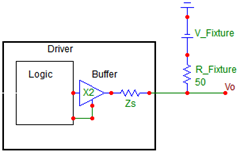 Driver
V_Fixture
Logic
Buffer
X2
R_Fixture
50
Zs
Vo